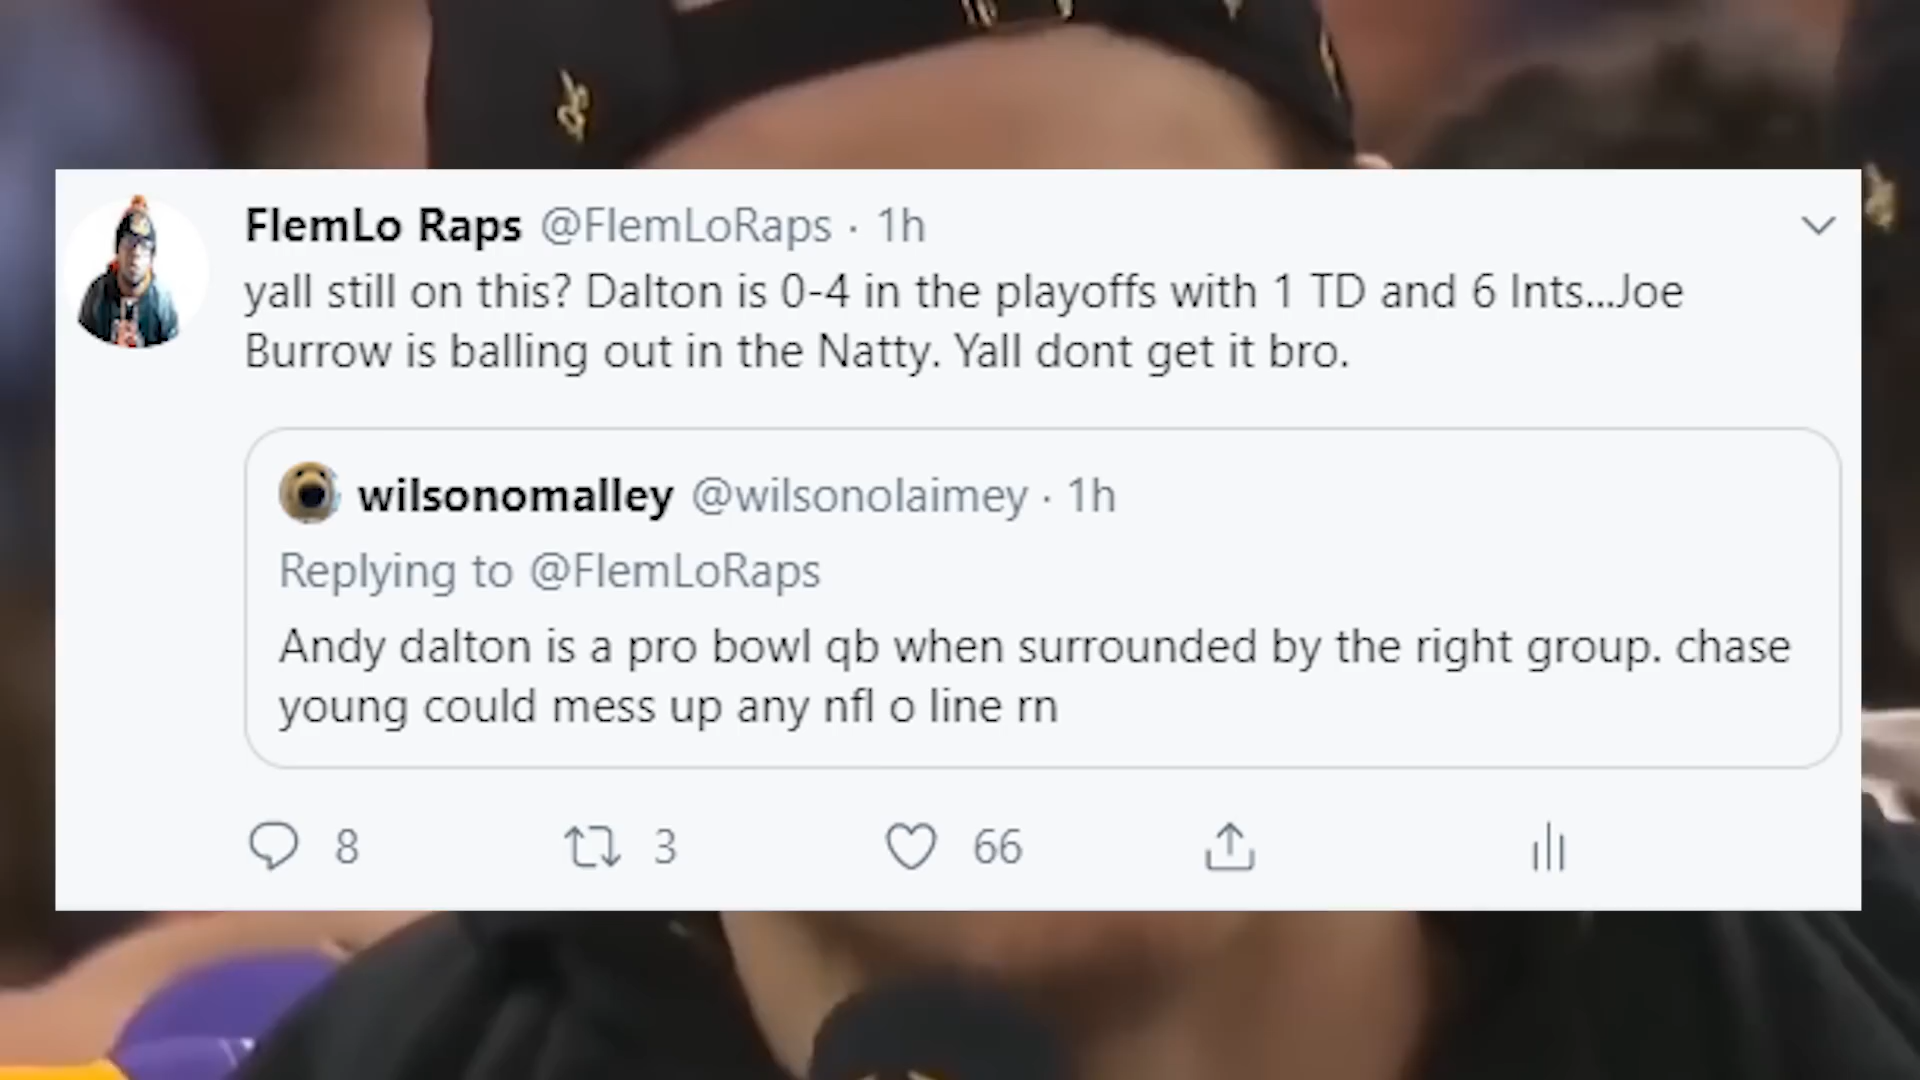 FlemLo Raps @FlemLoRaps · 1h
yall still on this? Dalton is 0-4 in the playoffs with 1 TD and 6 Ints...Joe
Burrow is balling out in the Natty. Yall dont get it bro.
wilsonomalley @wilsonolaimey · 1h
Replying to @FlemLoRaps
Andy dalton is a pro bowl qb when surrounded by the right group. chase
young could mess up any nfl o line rn
8 3 66